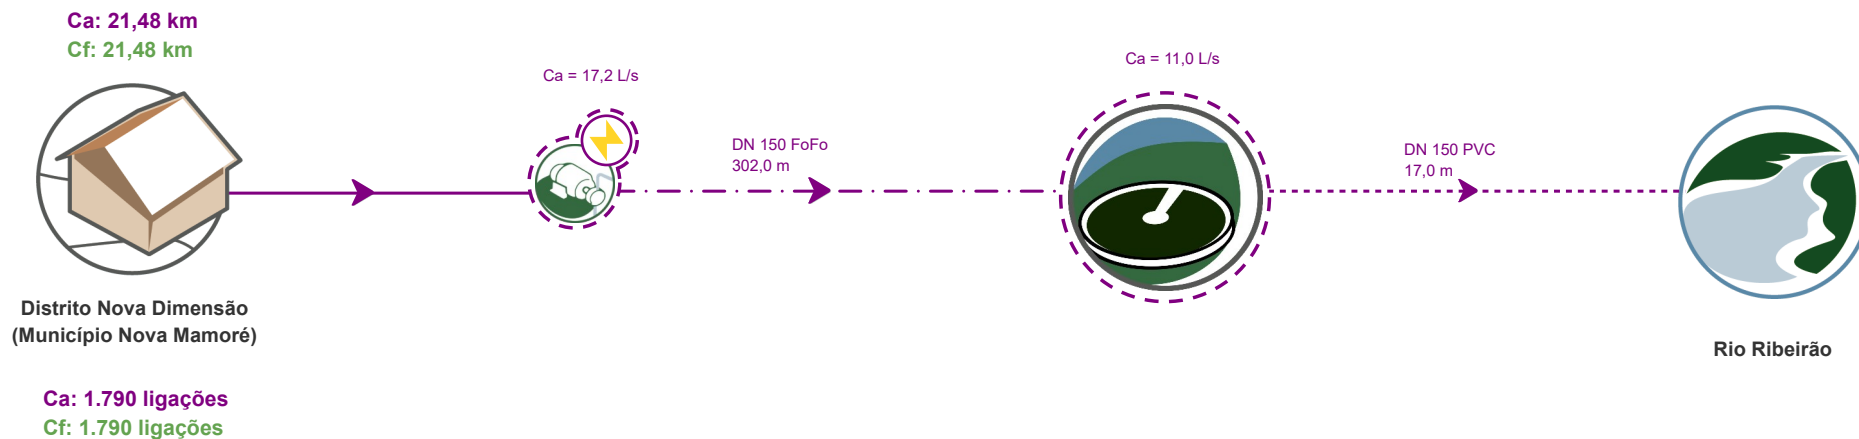 Ca: 21,48 km
Cf: 21,48 km
Ca = 17,2 L/s
Ca = 11,0 L/s
DN 150 FoFo
302,0 m
DN 150 PVC
17,0 m
Distrito Nova Dimensão
(Município Nova Mamoré)
Rio Ribeirão
Ca: 1.790 ligações
Cf: 1.790 ligações